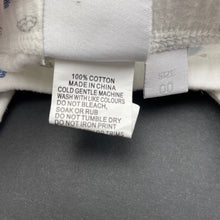 100% COTTON
MADE IN CHINA
COLD GENTLE MACHINE
WASH WITH LIKE COLOURS
DO NOT BLEACH,
SOAK OR RUB
DO NOT TUMBLE DRY
DO NOT IRON PRINT
SIZE
00